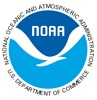 NATIONAL OCEANIC AND ATMOSPHERIC ADMINISTRATION
NOAA
U.S. DEPARTMENT OF COMMERCE